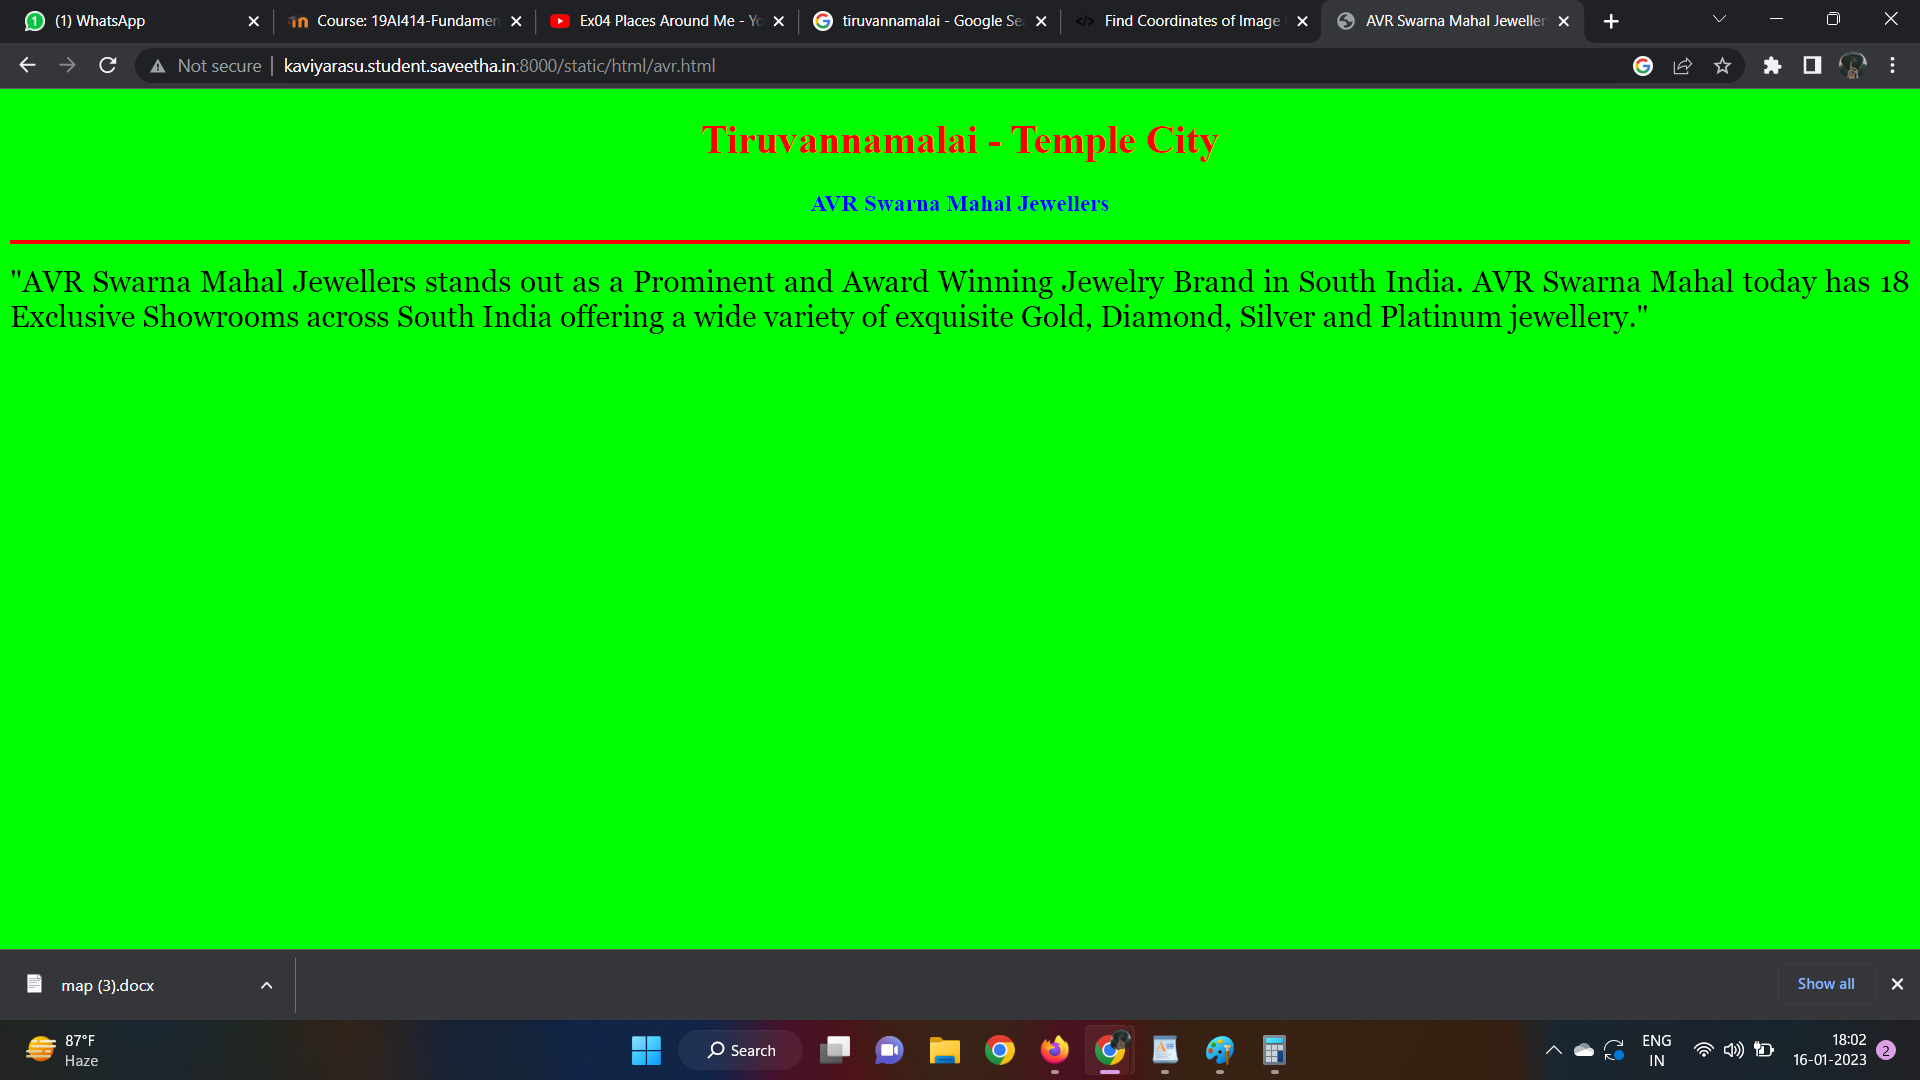 (1) WhatsApp
Course: 19AI414-Fundamen
Ex04 Places Around Me - Yo
tiruvannamalai - Google Se
</> Find Coordinates of Image
AVR Swarna Mahal Jeweller
Not secure kaviyarasu.student.saveetha.in:8000/static/html/avr.html
Tiruvannamalai - Temple City
AVR Swarna Mahal Jewellers
"AVR Swarna Mahal Jewellers stands out as a Prominent and Award Winning Jewelry Brand in South India. AVR Swarna Mahal today has 18
Exclusive Showrooms across South India offering a wide variety of exquisite Gold, Diamond, Silver and Platinum jewellery."
map (3).docx
Show all
87°F
Haze
Search
ENG
IN
18:02
16-01-2023
2